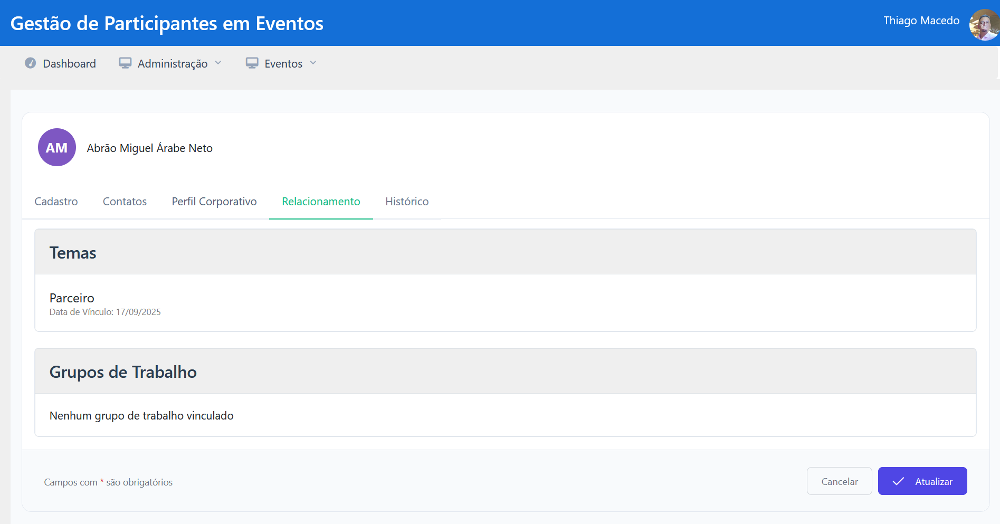 Gestão de Participantes em Eventos
Thiago Macedo
Dashboard
Administração
Eventos
AM
Abrão Miguel Árabe Neto
Cadastro
Contatos
Perfil Corporativo
Relacionamento
Histórico
Temas
Parceiro
Data de Vínculo: 17/09/2025
Grupos de Trabalho
Nenhum grupo de trabalho vinculado
Campos com * são obrigatórios
Cancelar
Atualizar